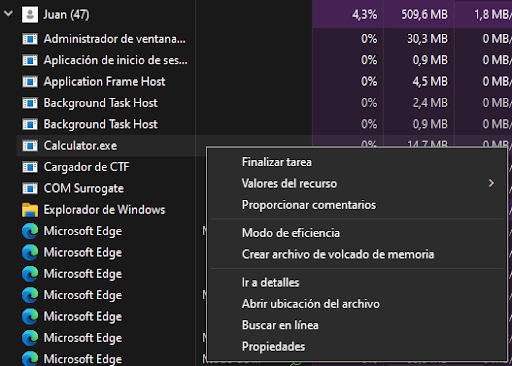 Juan (47) 4,3% 509,6 MB 1,8 MB/
Administrador de ventana... 0% 30,3 MB 0 MB/
Aplicación de inicio de ses... 0% 0,9 MB 0 MB/
Application Frame Host 0% 4,5 MB 0 MB/
Background Task Host 0% 2,4 MB 0 MB/
Background Task Host 0% 0,9 MB 0 MB/
Calculator.exe 0% 14,7 MB 0 MB/
Cargador de CTF
COM Surrogate
Explorador de Windows
Microsoft Edge
Microsoft Edge
Microsoft Edge
Microsoft Edge
Microsoft Edge
Microsoft Edge
Microsoft Edge
Finalizar tarea
Valores del recurso
Proporcionar comentarios
Modo de eficiencia
Crear archivo de volcado de memoria
Ir a detalles
Abrir ubicación del archivo
Buscar en línea
Propiedades